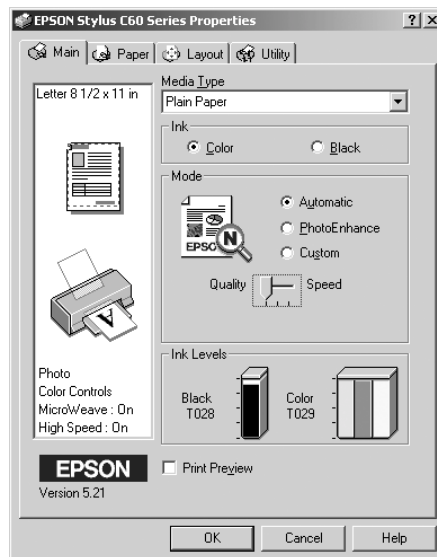 EPSON Stylus C60 Series Properties
Main Paper Layout Utility
Letter 8 1/2 x 11 in
Media Type
Plain Paper
Ink
Color Black
Mode
Automatic
PhotoEnhance
Custom
EPSO
N
Quality Speed
A
Ink Levels
Black
T028
Color
T029
Photo
Color Controls
MicroWeave : On
High Speed : On
EPSON
Version 5.21
Print Preview
OK Cancel Help